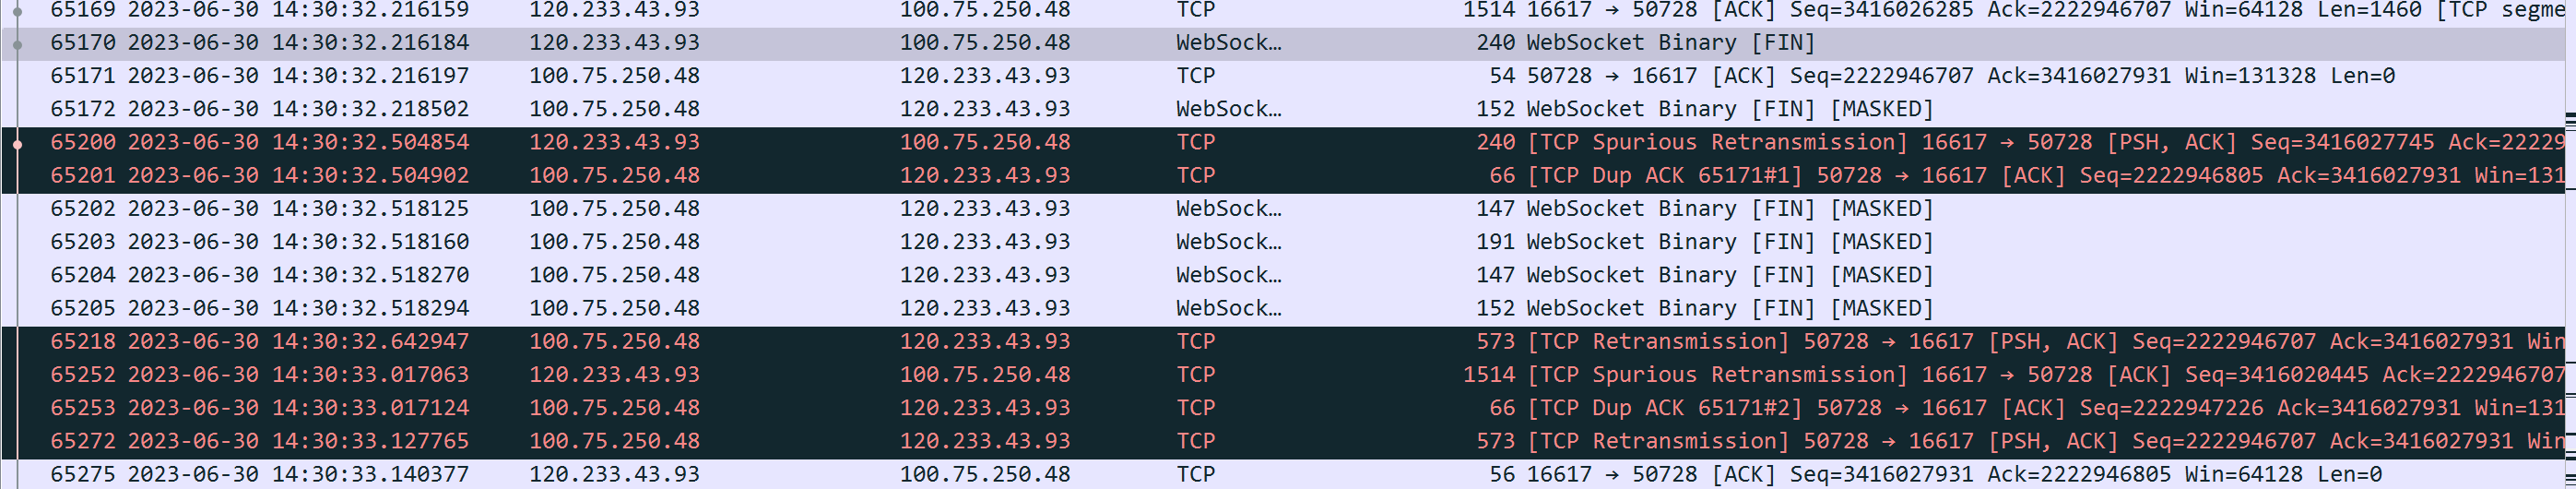 65169 2023-06-30 14:30:32.216159 120.233.43.93 100.75.250.48 TCP 1514 16617 → 50728 [ACK] Seq=3416026285 Ack=2222946707 Win=64128 Len=1460 [TCP segme
65170 2023-06-30 14:30:32.216184 120.233.43.93 100.75.250.48 WebSock… 240 WebSocket Binary [FIN]
65171 2023-06-30 14:30:32.216197 100.75.250.48 120.233.43.93 TCP 54 50728 → 16617 [ACK] Seq=2222946707 Ack=3416027931 Win=131328 Len=0
65172 2023-06-30 14:30:32.218502 100.75.250.48 120.233.43.93 WebSock… 152 WebSocket Binary [FIN] [MASKED]
65200 2023-06-30 14:30:32.504854 120.233.43.93 100.75.250.48 TCP 240 [TCP Spurious Retransmission] 16617 → 50728 [PSH, ACK] Seq=3416027745 Ack=22229
65201 2023-06-30 14:30:32.504902 100.75.250.48 120.233.43.93 TCP 66 [TCP Dup ACK 65171#1] 50728 → 16617 [ACK] Seq=2222946805 Ack=3416027931 Win=131
65202 2023-06-30 14:30:32.518125 100.75.250.48 120.233.43.93 WebSock… 147 WebSocket Binary [FIN] [MASKED]
65203 2023-06-30 14:30:32.518160 100.75.250.48 120.233.43.93 WebSock… 191 WebSocket Binary [FIN] [MASKED]
65204 2023-06-30 14:30:32.518270 100.75.250.48 120.233.43.93 WebSock… 147 WebSocket Binary [FIN] [MASKED]
65205 2023-06-30 14:30:32.518294 100.75.250.48 120.233.43.93 WebSock… 152 WebSocket Binary [FIN] [MASKED]
65218 2023-06-30 14:30:32.642947 100.75.250.48 120.233.43.93 TCP 573 [TCP Retransmission] 50728 → 16617 [PSH, ACK] Seq=2222946707 Ack=3416027931 Win
65252 2023-06-30 14:30:33.017063 120.233.43.93 100.75.250.48 TCP 1514 [TCP Spurious Retransmission] 16617 → 50728 [ACK] Seq=3416020445 Ack=2222946707
65253 2023-06-30 14:30:33.017124 100.75.250.48 120.233.43.93 TCP 66 [TCP Dup ACK 65171#2] 50728 → 16617 [ACK] Seq=2222947226 Ack=3416027931 Win=131
65272 2023-06-30 14:30:33.127765 100.75.250.48 120.233.43.93 TCP 573 [TCP Retransmission] 50728 → 16617 [PSH, ACK] Seq=2222946707 Ack=3416027931 Win
65275 2023-06-30 14:30:33.140377 120.233.43.93 100.75.250.48 TCP 56 16617 → 50728 [ACK] Seq=3416027931 Ack=2222946805 Win=64128 Len=0